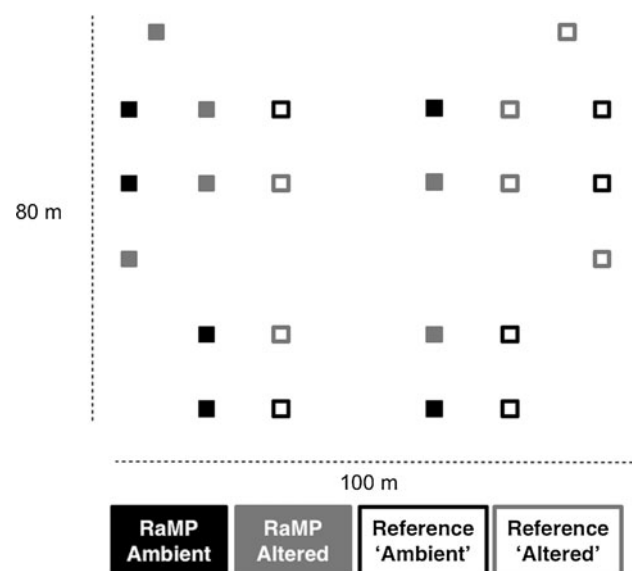 80 m
100 m
RaMP
Ambient
RaMP
Altered
Reference
‘Ambient’
Reference
‘Altered’